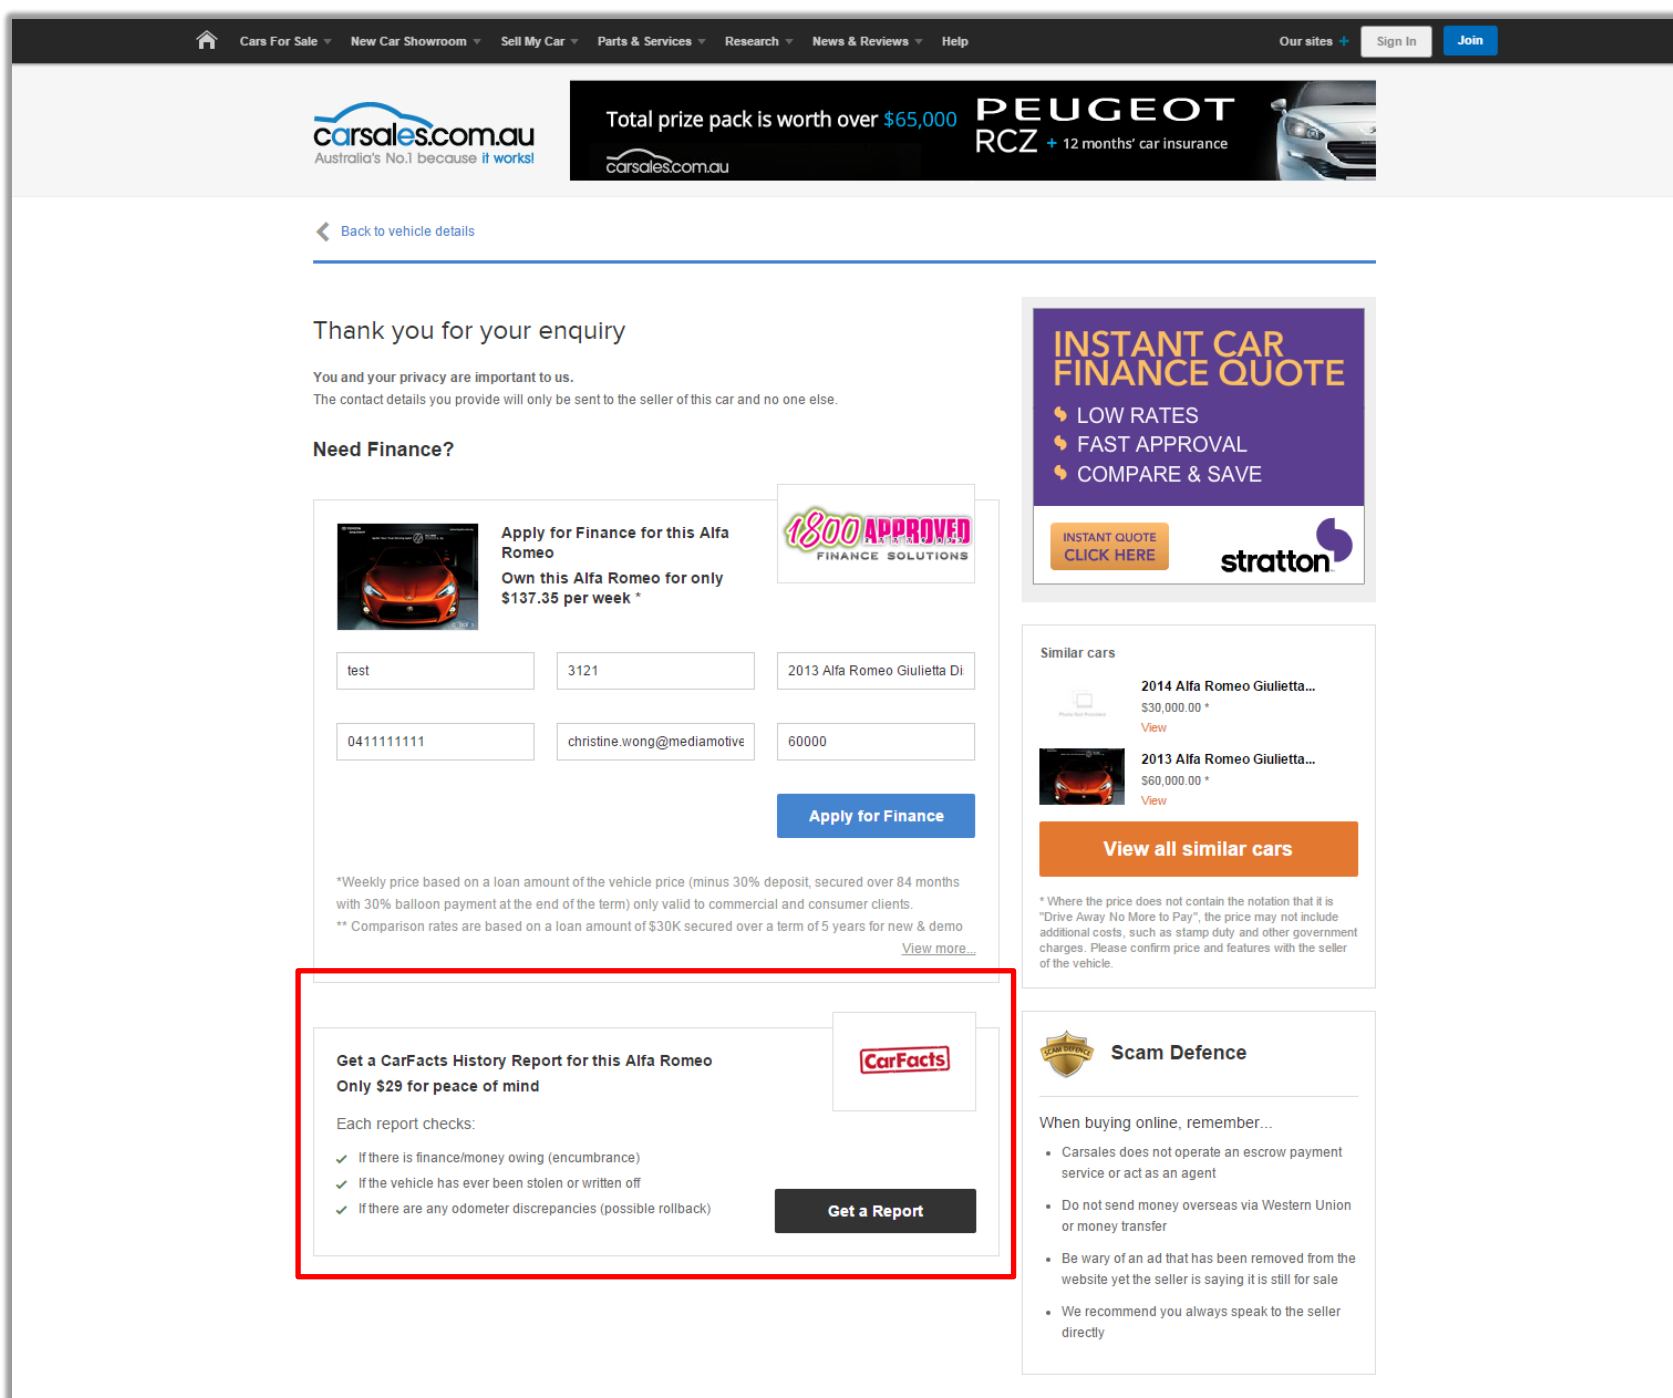 Cars For Sale New Car Showroom Sell My Car Parts & Services Research News & Reviews Help Our sites + Sign In Join
carsales.com.au
Australia's No.1 because it works!
Total prize pack is worth over $65,000
carsales.com.au
PEUGEOT
RCZ + 12 months' car insurance
Back to vehicle details
Thank you for your enquiry
You and your privacy are important to us.
The contact details you provide will only be sent to the seller of this car and no one else.
Need Finance?
Apply for Finance for this Alfa
Romeo
Own this Alfa Romeo for only
$137.35 per week *
1800 APPROVED
FINANCE SOLUTIONS
test 3121 2013 Alfa Romeo Giulietta Di
0411111111 christine.wong@mediamotive 60000
Apply for Finance
*Weekly price based on a loan amount of the vehicle price (minus 30% deposit, secured over 84 months
with 30% balloon payment at the end of the term) only valid to commercial and consumer clients.
** Comparison rates are based on a loan amount of $30K secured over a term of 5 years for new & demo
View more...
Get a CarFacts History Report for this Alfa Romeo
Only $29 for peace of mind
CarFacts
Each report checks:
If there is finance/money owing (encumbrance)
If the vehicle has ever been stolen or written off
If there are any odometer discrepancies (possible rollback)
Get a Report
INSTANT CAR
FINANCE QUOTE
LOW RATES
FAST APPROVAL
COMPARE & SAVE
INSTANT QUOTE
CLICK HERE
stratton
Similar cars
Photo Not Provided
2014 Alfa Romeo Giulietta...
$30,000.00 *
View
2013 Alfa Romeo Giulietta...
$60,000.00 *
View
View all similar cars
* Where the price does not contain the notation that it is
"Drive Away No More to Pay", the price may not include
additional costs, such as stamp duty and other government
charges. Please confirm price and features with the seller
of the vehicle.
SCAM DEFENCE
Scam Defence
When buying online, remember...
• Carsales does not operate an escrow payment
service or act as an agent
• Do not send money overseas via Western Union
or money transfer
• Be wary of an ad that has been removed from the
website yet the seller is saying it is still for sale
• We recommend you always speak to the seller
directly